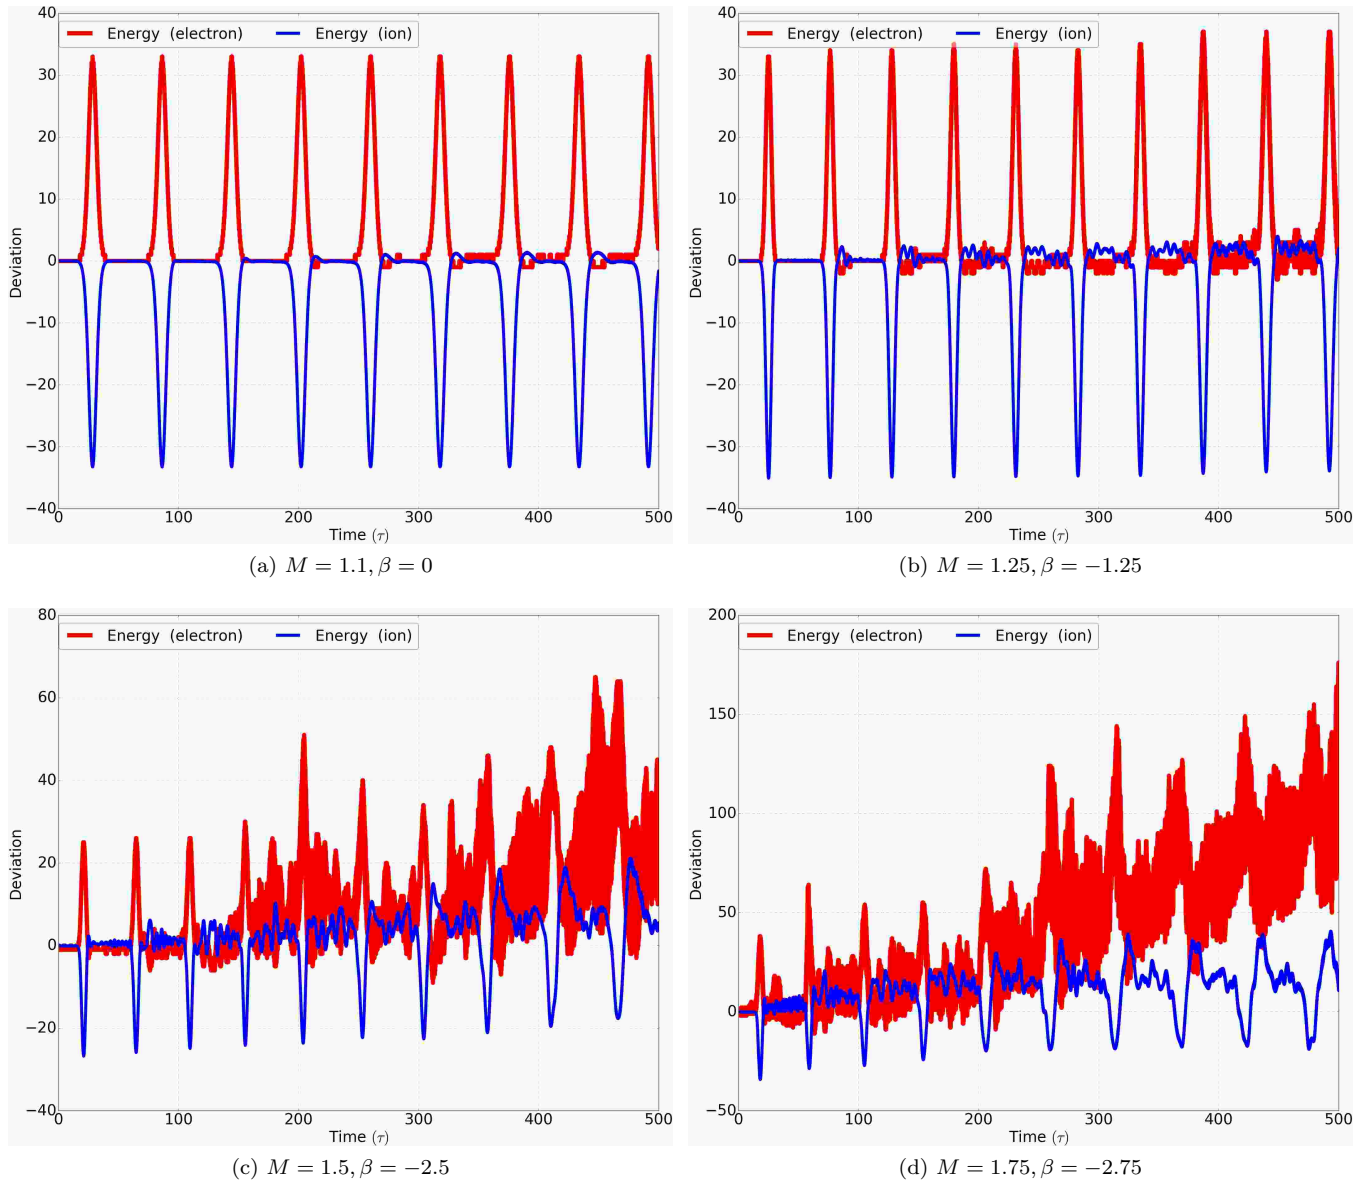 40
30
20
10
0
−10
−20
−30
−40
Deviation
Energy (electron)
Energy (ion)
0 100 200 300 400 500
Time (τ)
(a) M = 1.1, β = 0
40
30
20
10
0
−10
−20
−30
−40
Deviation
Energy (electron)
Energy (ion)
0 100 200 300 400 500
Time (τ)
(b) M = 1.25, β = −1.25
80
60
40
20
0
−20
−40
Deviation
Energy (electron)
Energy (ion)
0 100 200 300 400 500
Time (τ)
(c) M = 1.5, β = −2.5
200
150
100
50
0
−50
Deviation
Energy (electron)
Energy (ion)
0 100 200 300 400 500
Time (τ)
(d) M = 1.75, β = −2.75